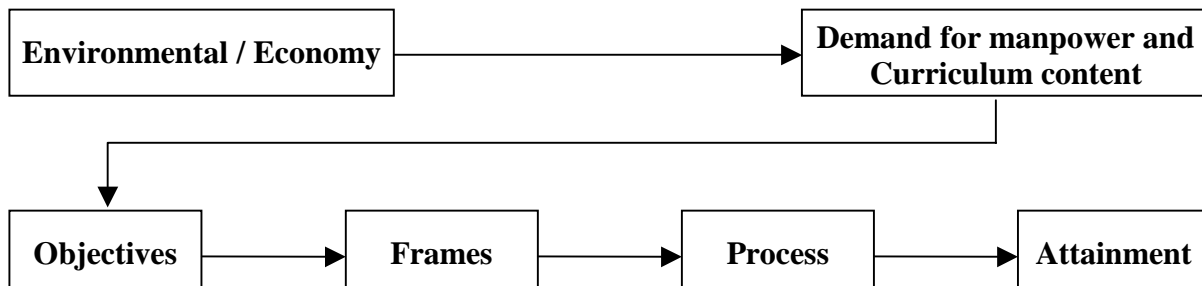 Environmental / Economy
Demand for manpower and
Curriculum content
Objectives
Frames
Process
Attainment